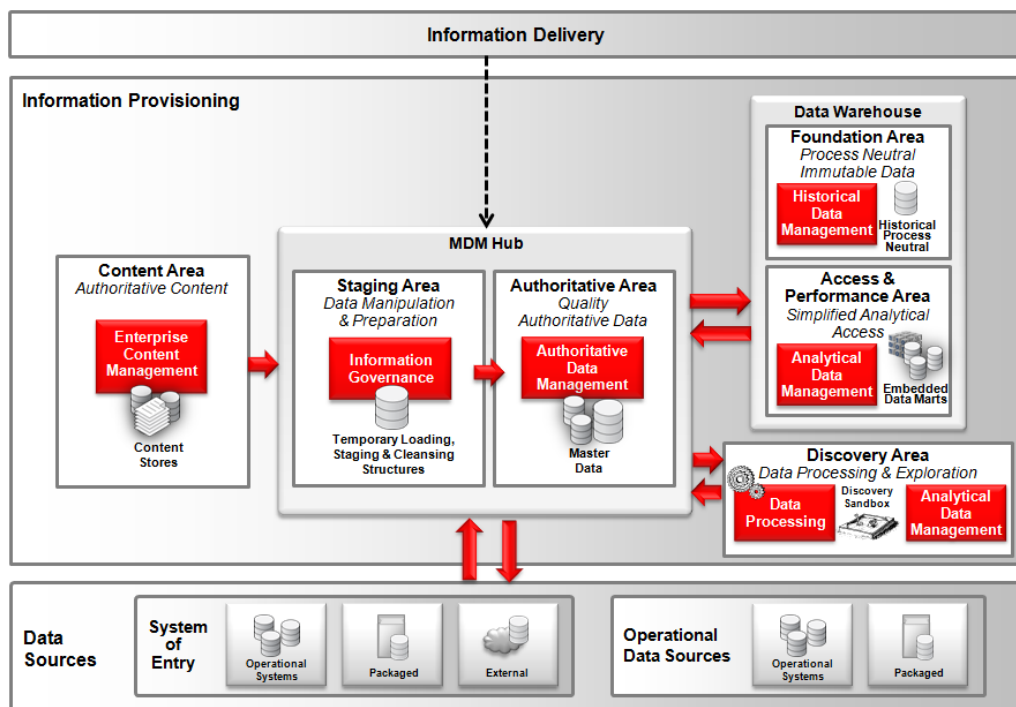 Information Delivery
Information Provisioning
Data Warehouse
Foundation Area
Process Neutral
Immutable Data
Historical
Data
Management
Historical
Process
Neutral
MDM Hub
Content Area
Authoritative Content
Enterprise
Content
Management
Content
Stores
Staging Area
Data Manipulation
& Preparation
Information
Governance
Temporary Loading,
Staging & Cleansing
Structures
Authoritative Area
Quality
Authoritative Data
Authoritative
Data
Management
Master
Data
Access &
Performance Area
Simplified Analytical
Access
Analytical
Data
Management
Embedded
Data Marts
Discovery Area
Data Processing & Exploration
Data
Processing
Discovery
Sandbox
Analytical
Data
Management
Data
Sources
System
of
Entry
Operational
Systems
Packaged
External
Operational
Data Sources
Operational
Systems
Packaged